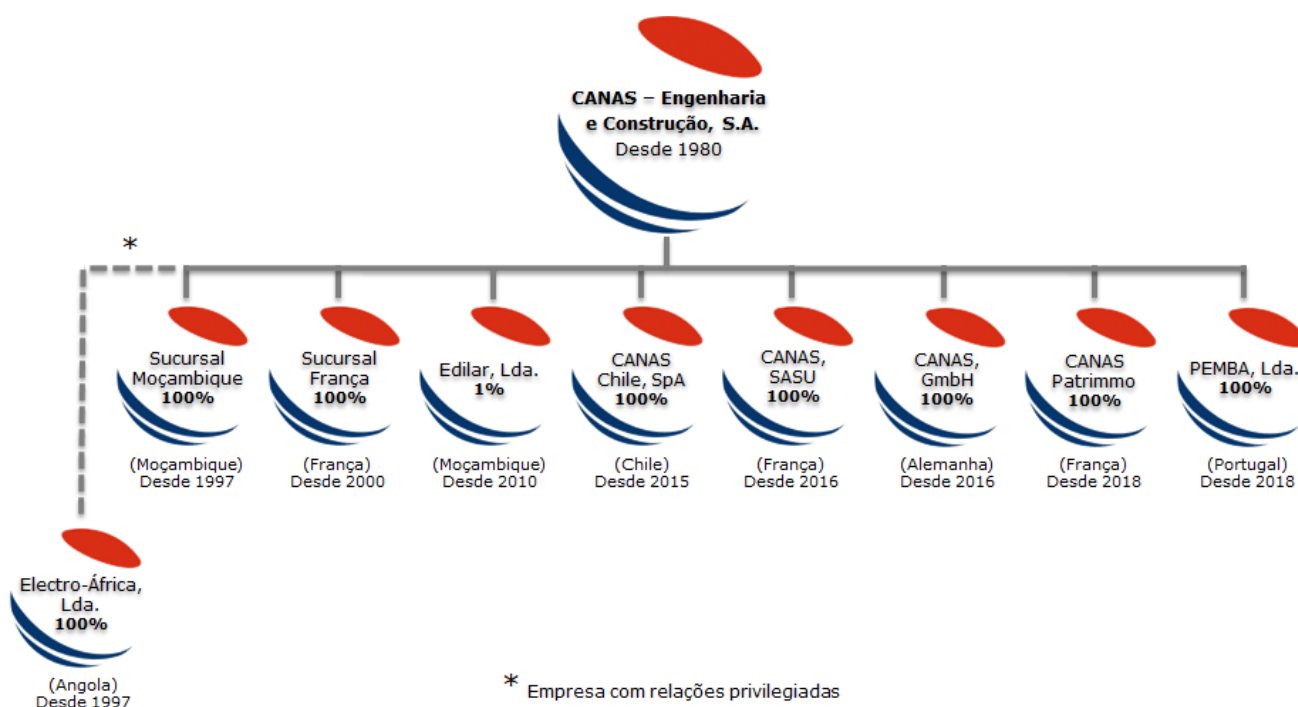 CANAS – Engenharia
e Construção, S.A.
Desde 1980
*
Sucursal
Moçambique
100%
(Moçambique)
Desde 1997
Sucursal
França
100%
(França)
Desde 2000
Edilar, Lda.
1%
(Moçambique)
Desde 2010
CANAS
Chile, SpA
100%
(Chile)
Desde 2015
CANAS,
SASU
100%
(França)
Desde 2016
CANAS,
GmbH
100%
(Alemanha)
Desde 2016
CANAS
Patrimmo
100%
(França)
Desde 2018
PEMBA, Lda.
100%
(Portugal)
Desde 2018
Electro-África,
Lda.
100%
(Angola)
Desde 1997
* Empresa com relações privilegiadas